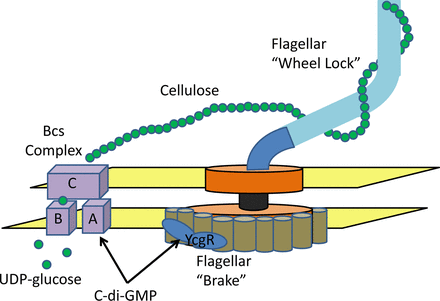 Flagellar
“Wheel Lock”
Cellulose
Bcs
Complex
C
B
A
YcgR
Flagellar
“Brake”
UDP-glucose
C-di-GMP